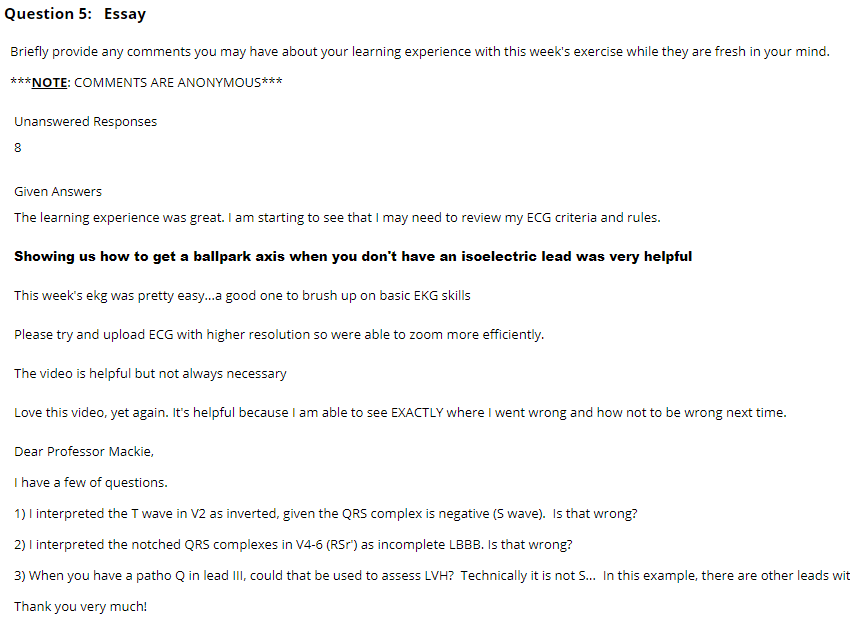 Question 5: Essay
Briefly provide any comments you may have about your learning experience with this week's exercise while they are fresh in your mind.
***NOTE: COMMENTS ARE ANONYMOUS***
Unanswered Responses
8
Given Answers
The learning experience was great. I am starting to see that I may need to review my ECG criteria and rules.
Showing us how to get a ballpark axis when you don't have an isoelectric lead was very helpful
This week's ekg was pretty easy...a good one to brush up on basic EKG skills
Please try and upload ECG with higher resolution so were able to zoom more efficiently.
The video is helpful but not always necessary
Love this video, yet again. It's helpful because I am able to see EXACTLY where I went wrong and how not to be wrong next time.
Dear Professor Mackie,
I have a few of questions.
1) I interpreted the T wave in V2 as inverted, given the QRS complex is negative (S wave). Is that wrong?
2) I interpreted the notched QRS complexes in V4-6 (RSr') as incomplete LBBB. Is that wrong?
3) When you have a patho Q in lead III, could that be used to assess LVH? Technically it is not S... In this example, there are other leads wit
Thank you very much!